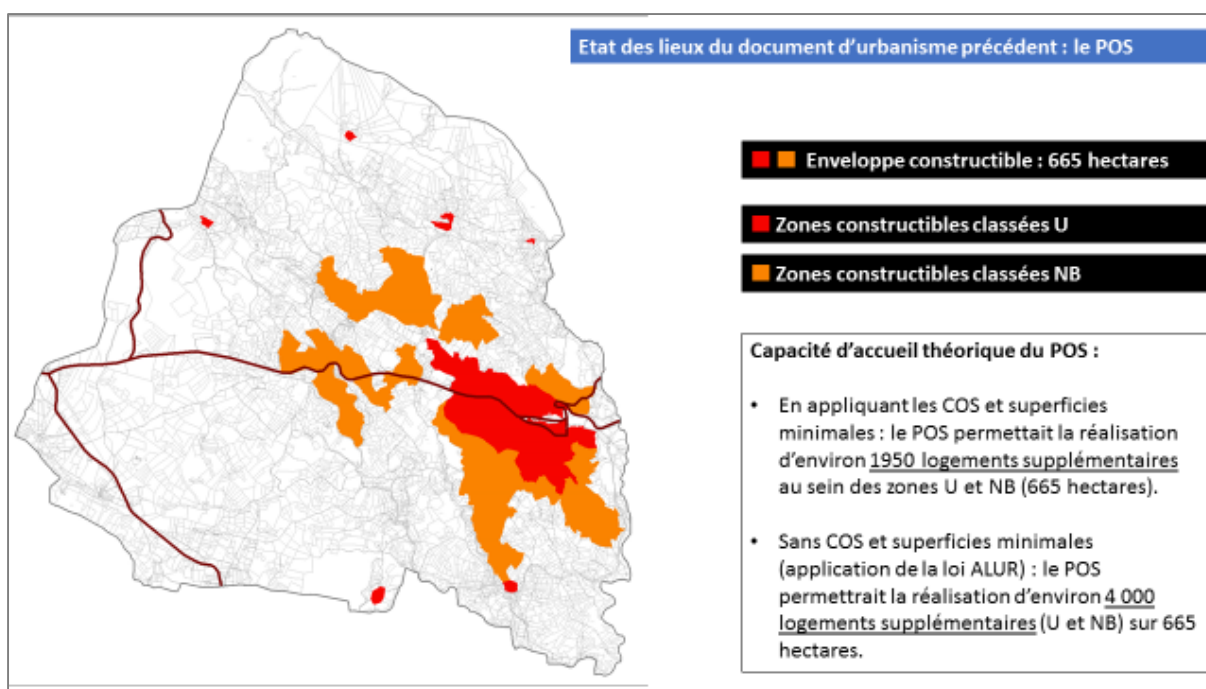 Etat des lieux du document d'urbanisme précédent : le POS
Enveloppe constructible : 665 hectares
Zones constructibles classées U
Zones constructibles classées NB
Capacité d'accueil théorique du POS :
• En appliquant les COS et superficies
minimales : le POS permettait la réalisation
d'environ 1950 logements supplémentaires
au sein des zones U et NB (665 hectares).
• Sans COS et superficies minimales
(application de la loi ALUR) : le POS
permettrait la réalisation d'environ 4 000
logements supplémentaires (U et NB) sur 665
hectares.